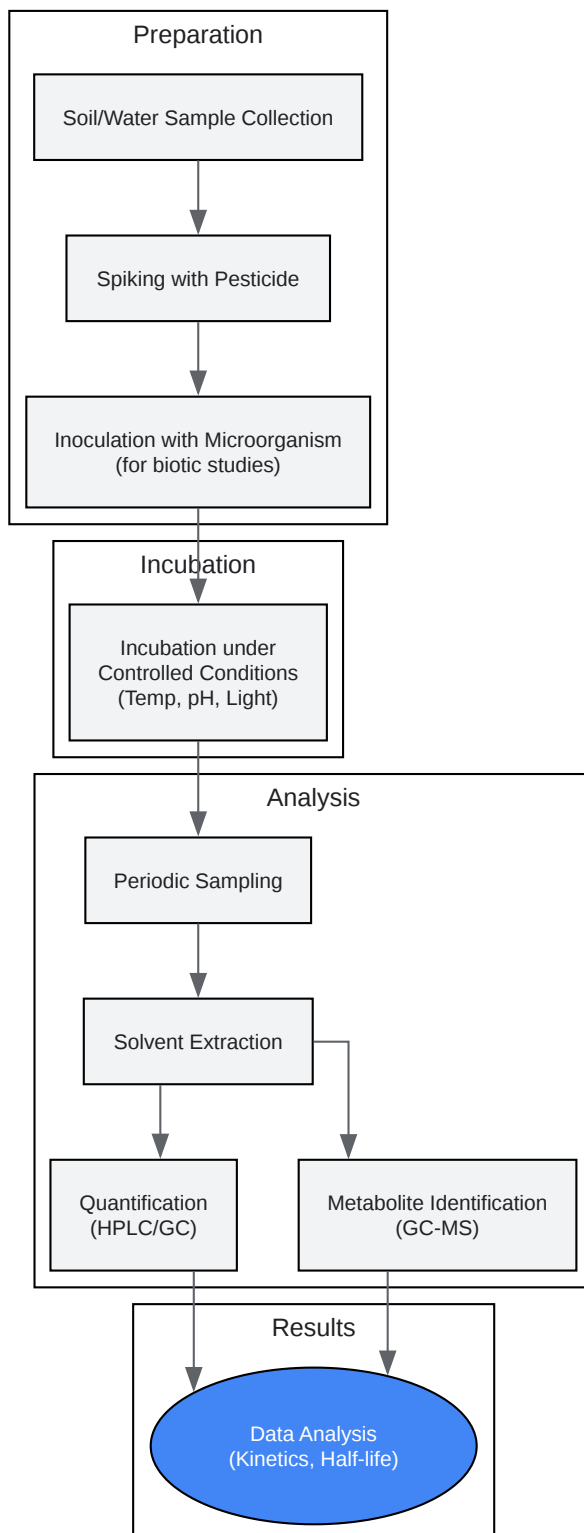 Preparation
Soil/Water Sample Collection
Spiking with Pesticide
Inoculation with Microorganism
(for biotic studies)
Incubation
Incubation under
Controlled Conditions
(Temp, pH, Light)
Analysis
Periodic Sampling
Solvent Extraction
Quantification
(HPLC/GC)
Metabolite Identification
(GC-MS)
Results
Data Analysis
(Kinetics, Half-life)